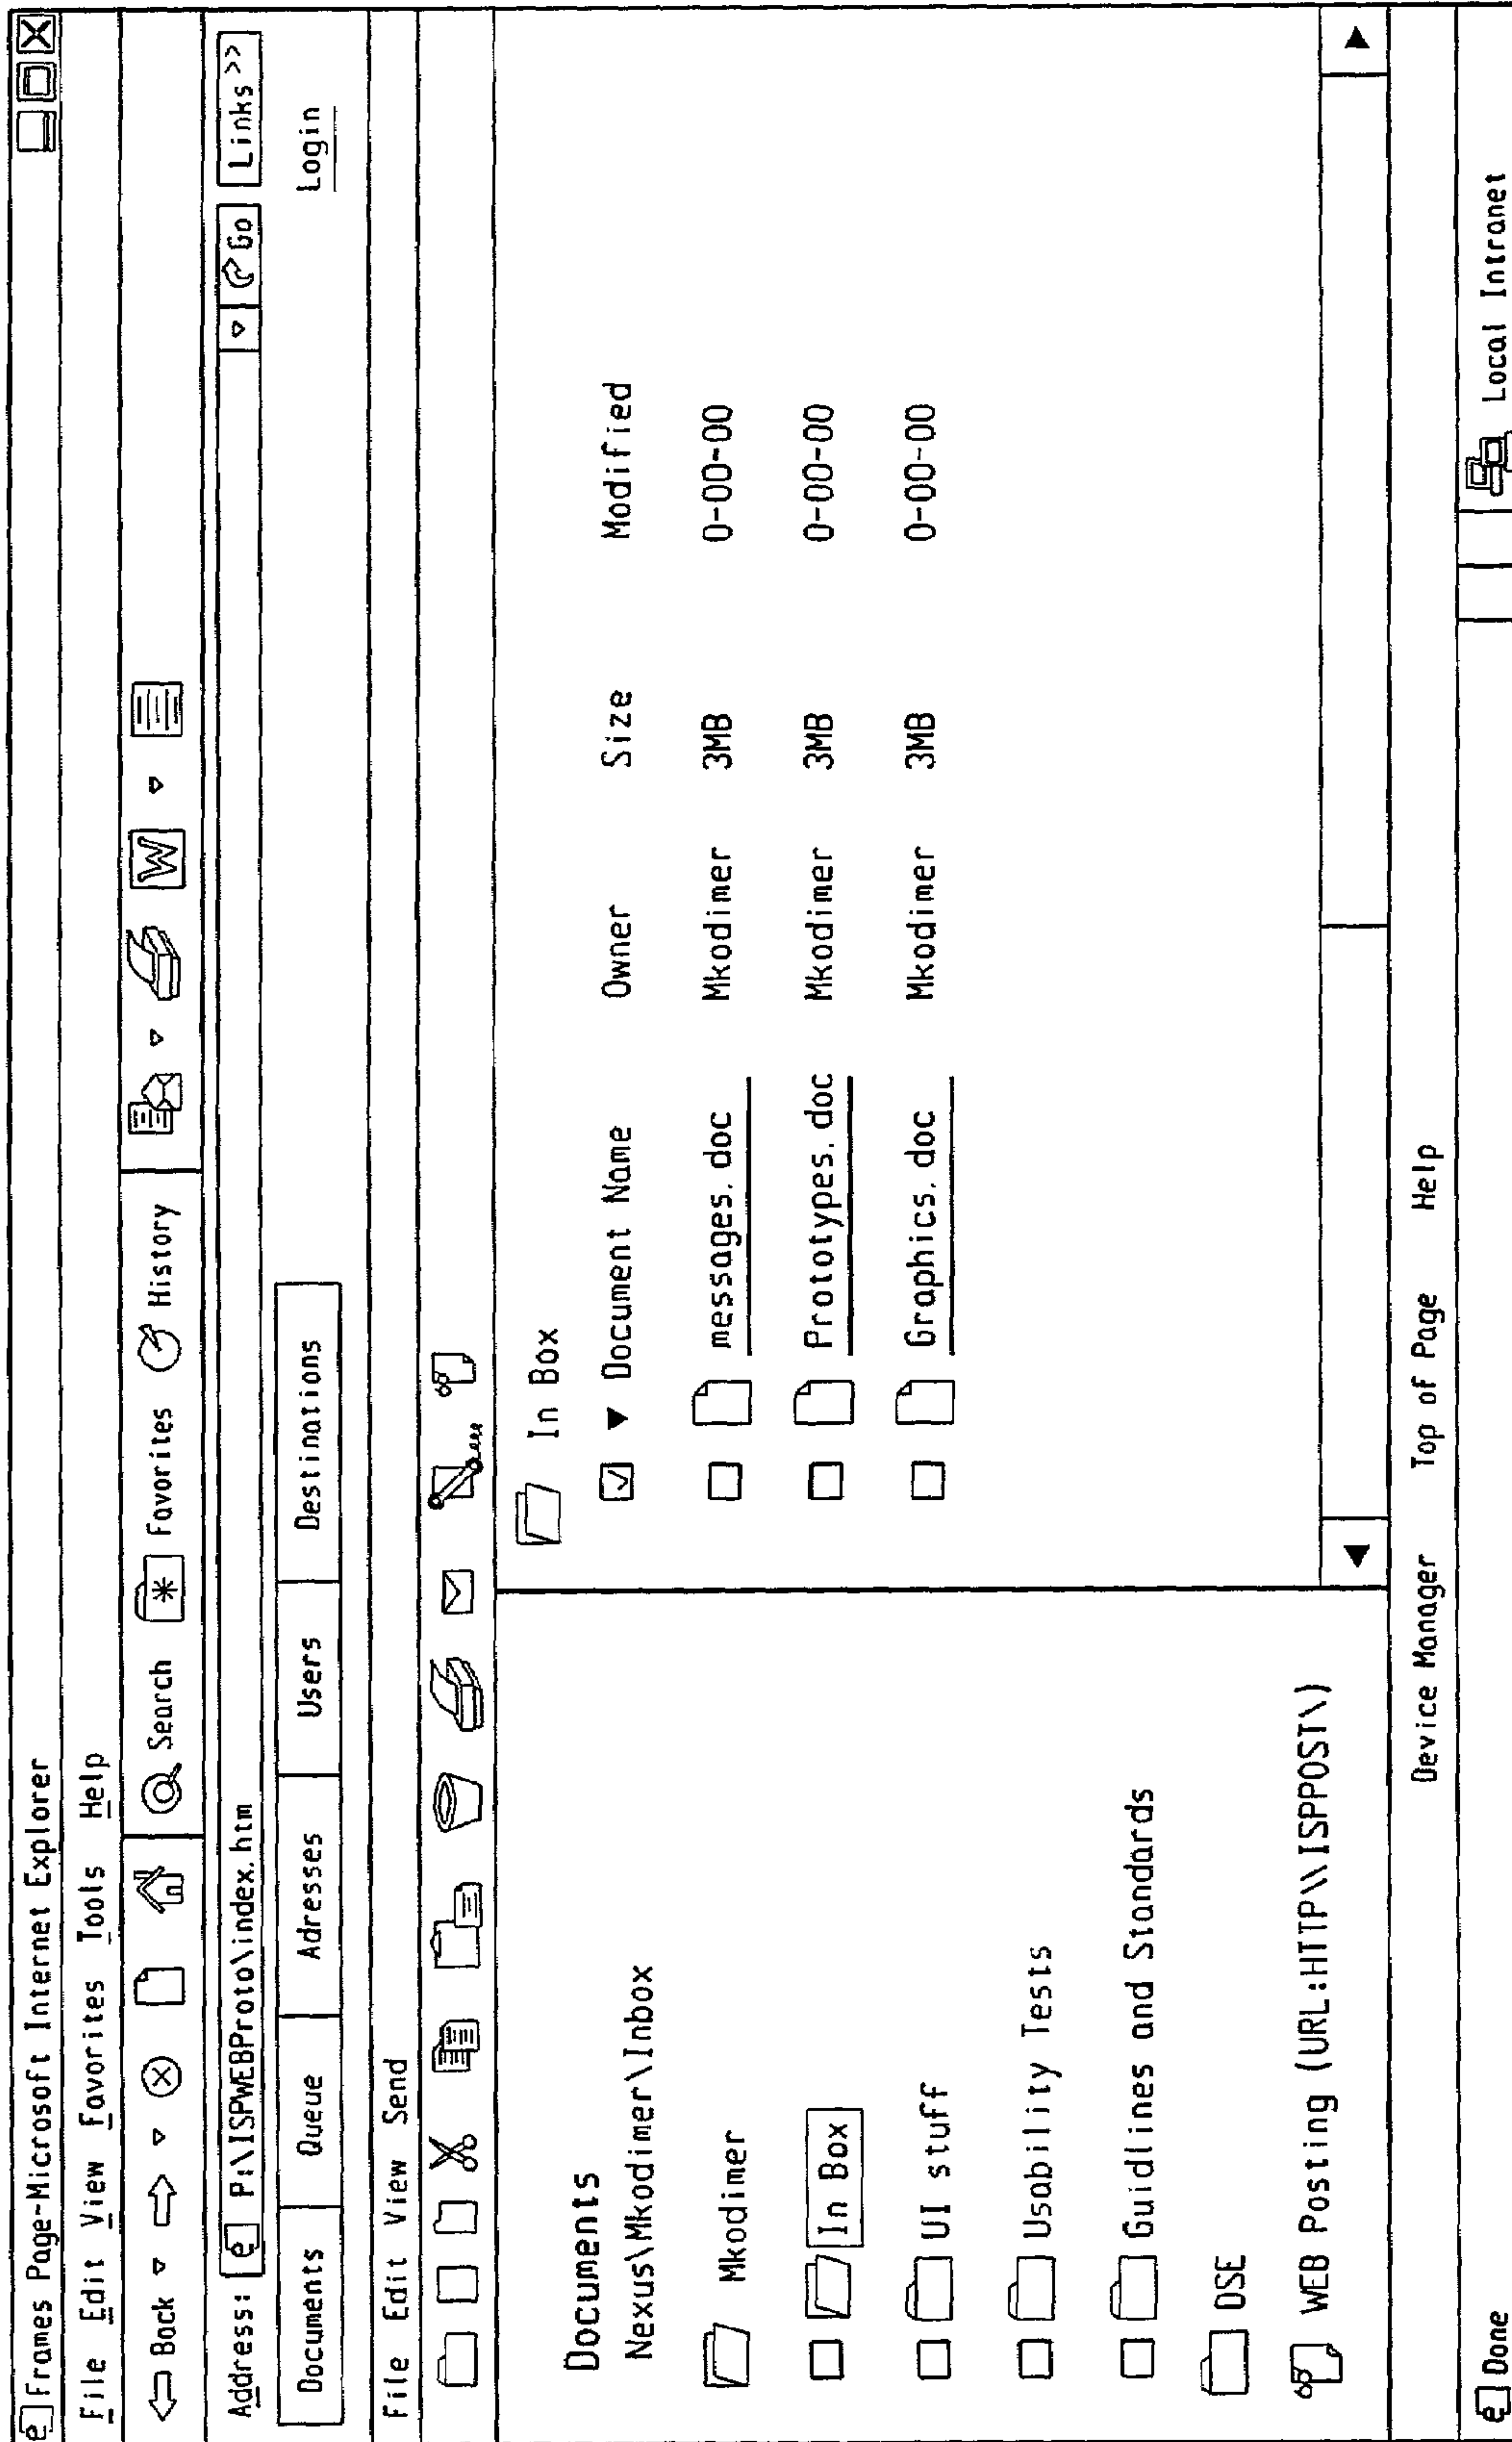 Frames Page-Microsoft Internet Explorer
File Edit View Favorites Tools Help
Back Search Favorites History W
Address: P:\ISPWEBProto\index.htm Go Links >>
Documents Queue Adresses Users Destinations Login
File Edit View Send
Documents
Nexus\Mkodimer\Inbox
Mkodimer
In Box
UI stuff
Usability Tests
Guidlines and Standards
DSE
WEB Posting (URL:HTTP\\ISPPOST\)
In Box
Document Name Owner Size Modified
messages.doc Mkodimer 3MB 0-00-00
Prototypes.doc Mkodimer 3MB 0-00-00
Graphics.doc Mkodimer 3MB 0-00-00
Device Manager Top of Page Help
Done Local Intranet